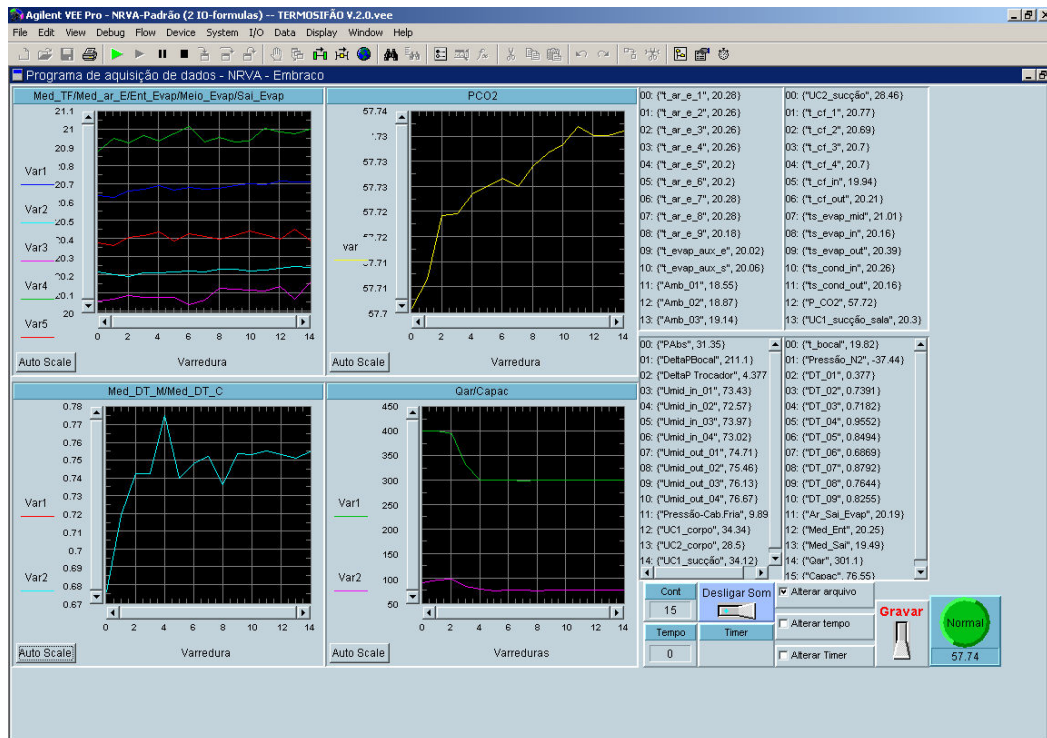 Agilent VEE Pro - NRVA-Padrão (2 IO-formulas) -- TERMOSIFÃO V.2.0.vee
File Edit View Debug Flow Device System I/O Data Display Window Help
Programa de aquisição de dados - NRVA - Embraco
Med_TF/Med_ar_E/Ent_Evap/Meio_Evap/Sai_Evap
21.1
21
20.9
20.8
20.7
20.6
20.5
20.4
20.3
20.2
20.1
20
Var1
Var2
Var3
Var4
Var5
0 2 4 6 8 10 12 14
Auto Scale
Varredura
PCO2
57.74
.73
57.73
57.73
57.72
57.72
57.71
57.71
57.7
var
0 2 4 6 8 10 12 14
Auto Scale
Varredura
00: {"t_ar_e_1", 20.28}
01: {"t_ar_e_2", 20.26}
02: {"t_ar_e_3", 20.26}
03: {"t_ar_e_4", 20.26}
04: {"t_ar_e_5", 20.2}
05: {"t_ar_e_6", 20.2}
06: {"t_ar_e_7", 20.28}
07: {"t_ar_e_8", 20.28}
08: {"t_ar_e_9", 20.18}
09: {"t_evap_aux_e", 20.02}
10: {"t_evap_aux_s", 20.06}
11: {"Amb_01", 18.55}
12: {"Amb_02", 18.87}
13: {"Amb_03", 19.14}
00: {"UC2_sucção", 28.46}
01: {"t_cf_1", 20.77}
02: {"t_cf_2", 20.69}
03: {"t_cf_3", 20.7}
04: {"t_cf_4", 20.7}
05: {"t_cf_in", 19.94}
06: {"t_cf_out", 20.21}
07: {"ts_evap_mid", 21.01}
08: {"ts_evap_in", 20.16}
09: {"ts_evap_out", 20.39}
10: {"ts_cond_in", 20.26}
11: {"ts_cond_out", 20.16}
12: {"P_CO2", 57.72}
13: {"UC1_sucção_sala", 20.3}
Med_DT_M/Med_DT_C
0.78
0.77
0.76
0.75
0.74
0.73
0.72
0.71
0.7
0.69
0.68
0.67
Var1
Var2
0 2 4 6 8 10 12 14
Auto Scale
Varredura
Qar/Capac
450
400
350
300
250
200
150
100
50
Var1
Var2
0 2 4 6 8 10 12 14
Auto Scale
Varreduras
00: {"PAbs", 31.35}
01: {"DeltaPBocal", 211.1}
02: {"DeltaP Trocador", 4.377
03: {"Umid_in_01", 73.43}
04: {"Umid_in_02", 72.57}
05: {"Umid_in_03", 73.97}
06: {"Umid_in_04", 73.02}
07: {"Umid_out_01", 74.71}
08: {"Umid_out_02", 75.46}
09: {"Umid_out_03", 76.13}
10: {"Umid_out_04", 76.67}
11: {"Pressão-Cab.Fria", 9.89
12: {"UC1_corpo", 34.34}
13: {"UC2_corpo", 28.5}
14: {"UC1_sucção", 34.12}
00: {"t_bocal", 19.82}
01: {"Pressão_N2", -37.44}
02: {"DT_01", 0.377}
03: {"DT_02", 0.7391}
04: {"DT_03", 0.7182}
05: {"DT_04", 0.9552}
06: {"DT_05", 0.8494}
07: {"DT_06", 0.6869}
08: {"DT_07", 0.8792}
09: {"DT_08", 0.7644}
10: {"DT_09", 0.8255}
11: {"Ar_Sai_Evap", 20.19}
12: {"Med_Ent", 20.25}
13: {"Med_Sai", 19.49}
14: {"Qar", 301.1}
15: {"Capac", 76.55}
Cont
15
Tempo
0
Desligar Som
Timer
Alterar arquivo
Alterar tempo
Alterar Timer
Gravar
Normal
57.74